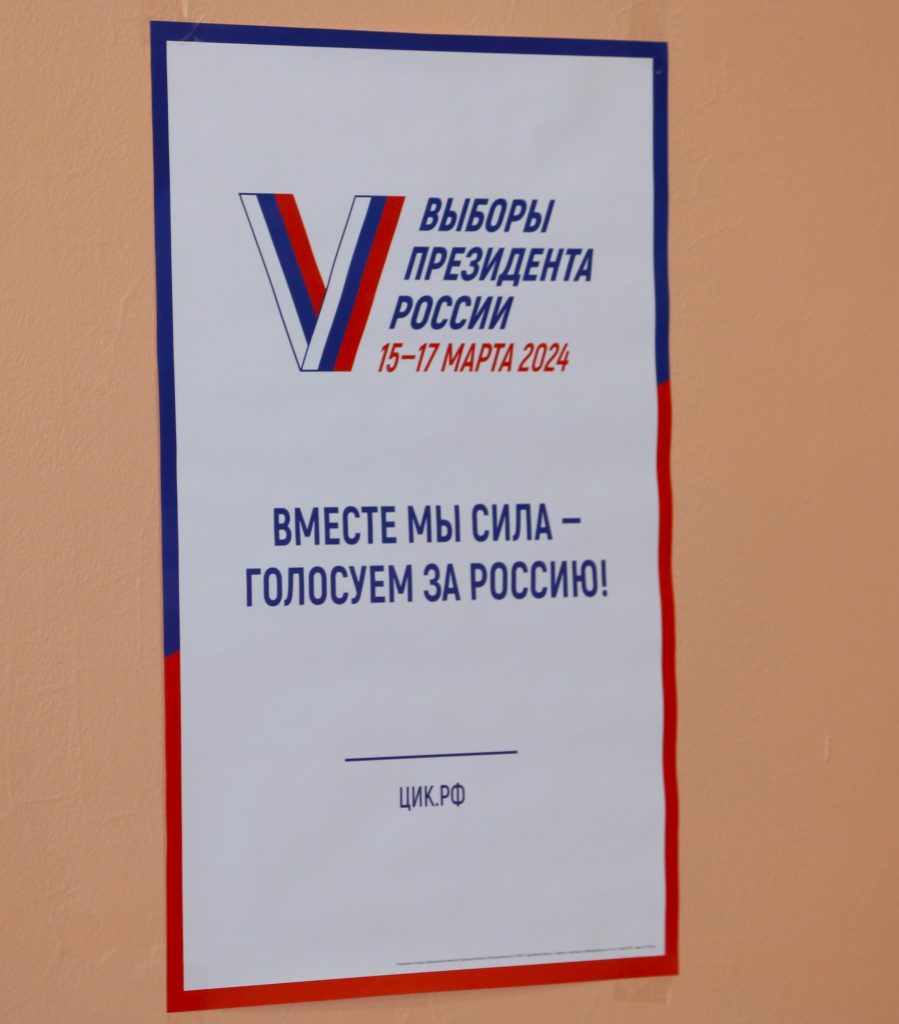 ВЫБОРЫ
ПРЕЗИДЕНТА
РОССИИ
15–17 МАРТА 2024
ВМЕСТЕ МЫ СИЛА –
ГОЛОСУЕМ ЗА РОССИЮ!
ЦИК.РФ